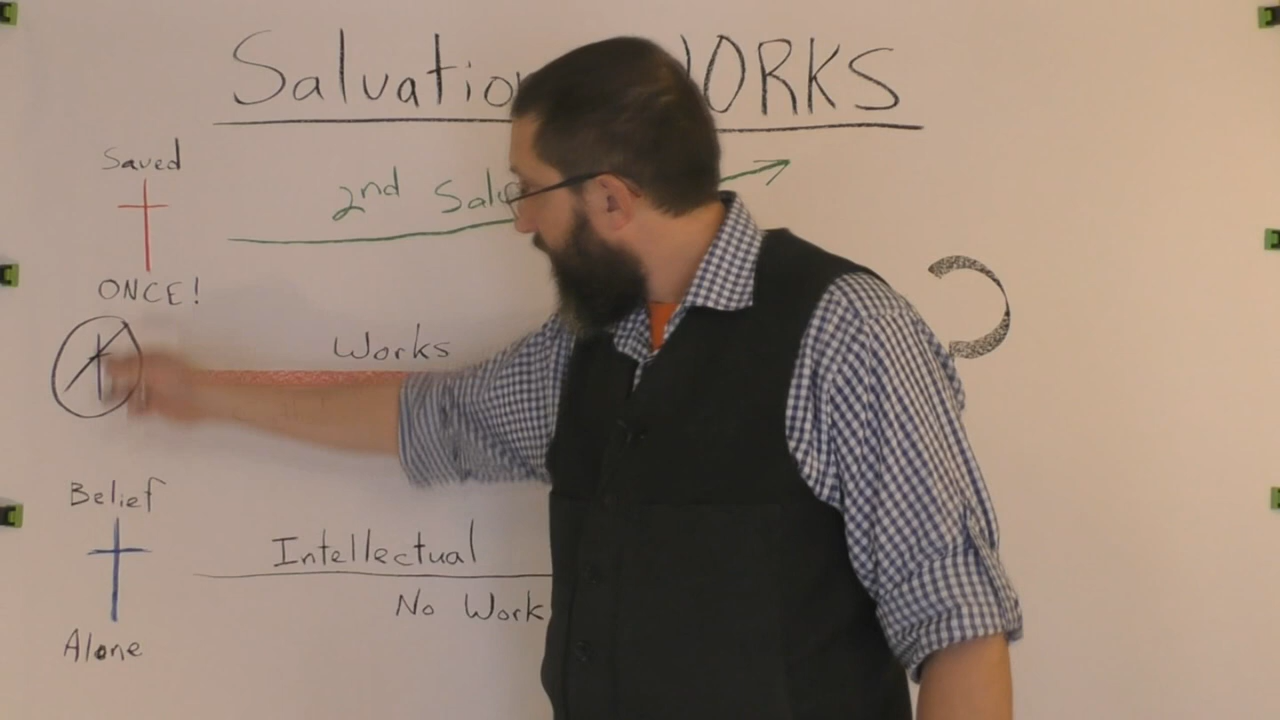 Salvatio ORKS
Saved
2nd Sal
ONCE!
Works
Belief
Intellectual
No Work
Alone